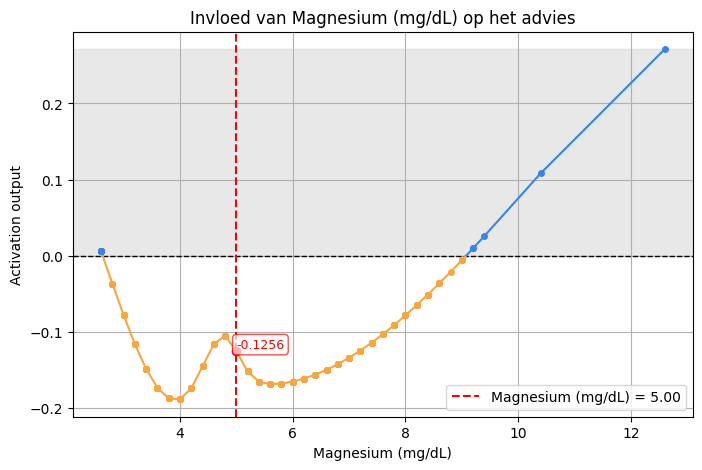 Invloed van Magnesium (mg/dL) op het advies
Activation output
0.2
0.1
0.0
−0.1
−0.2
-0.1256
Magnesium (mg/dL) = 5.00
4 6 8 10 12
Magnesium (mg/dL)